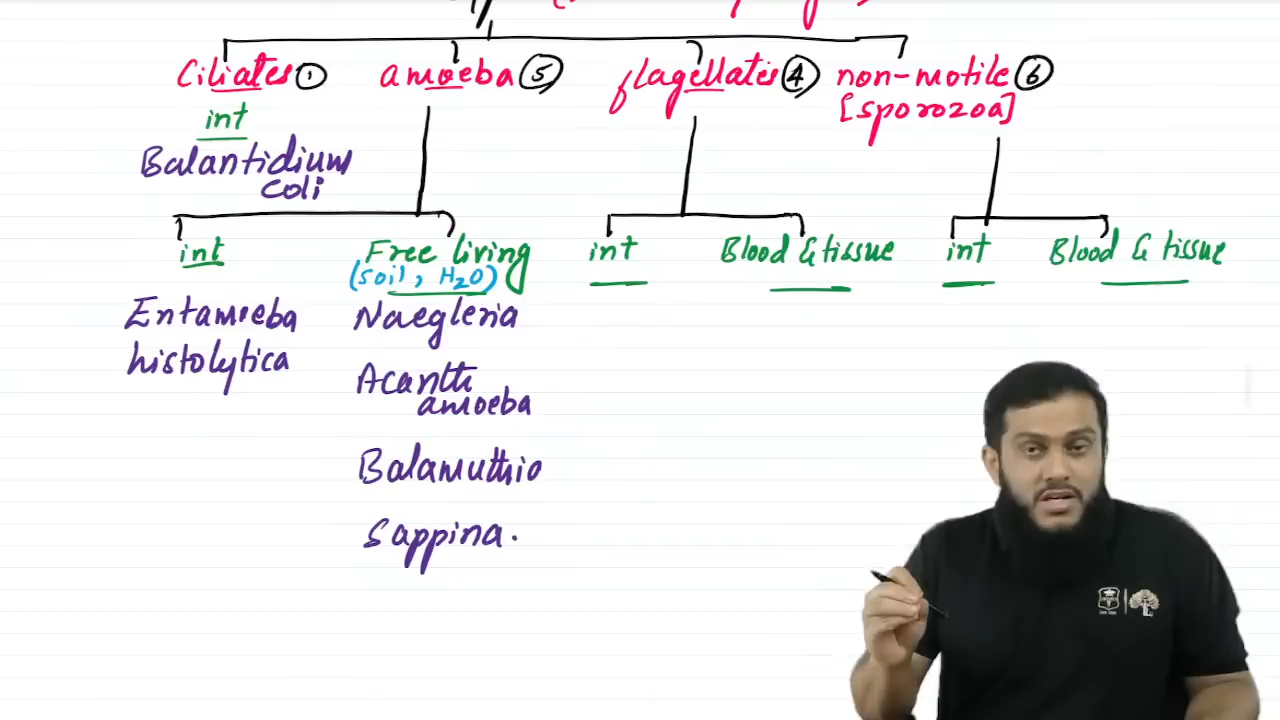 Ciliates ①
amoeba ⑤
flagellates ④
non-motile ⑥
[sporozoa]
int
Balantidium
coli
int
Free living
(soil, H₂O)
int
Blood & tissue
int
Blood & tissue
Entamoeba
histolytica
Naegleria
Acanth
amoeba
Balamuthia
Sappina.